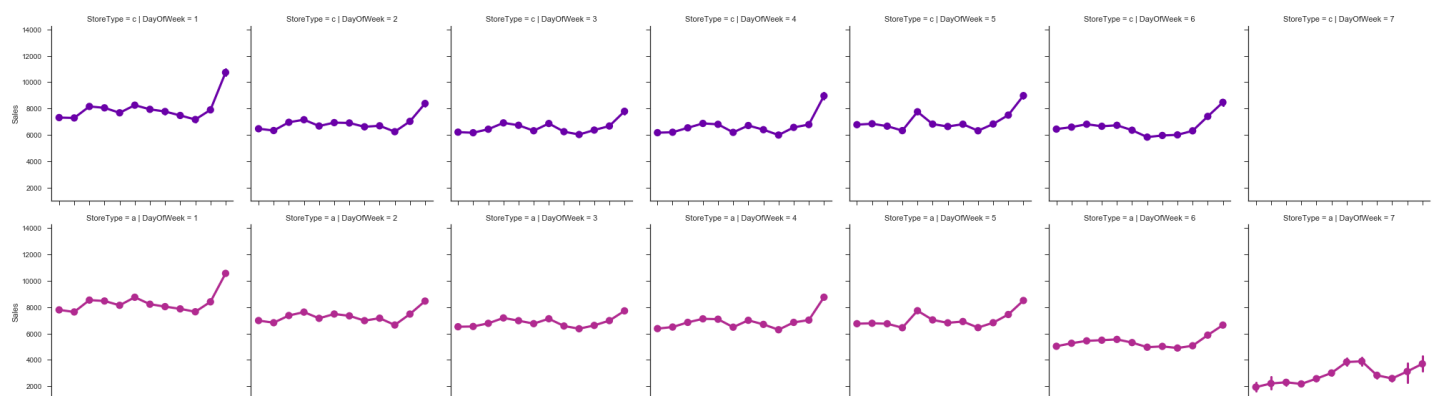 StoreType = c | DayOfWeek = 1
StoreType = c | DayOfWeek = 2
StoreType = c | DayOfWeek = 3
StoreType = c | DayOfWeek = 4
StoreType = c | DayOfWeek = 5
StoreType = c | DayOfWeek = 6
StoreType = c | DayOfWeek = 7
14000
12000
10000
8000
6000
4000
2000
Sales
StoreType = a | DayOfWeek = 1
StoreType = a | DayOfWeek = 2
StoreType = a | DayOfWeek = 3
StoreType = a | DayOfWeek = 4
StoreType = a | DayOfWeek = 5
StoreType = a | DayOfWeek = 6
StoreType = a | DayOfWeek = 7
14000
12000
10000
8000
6000
4000
2000
Sales